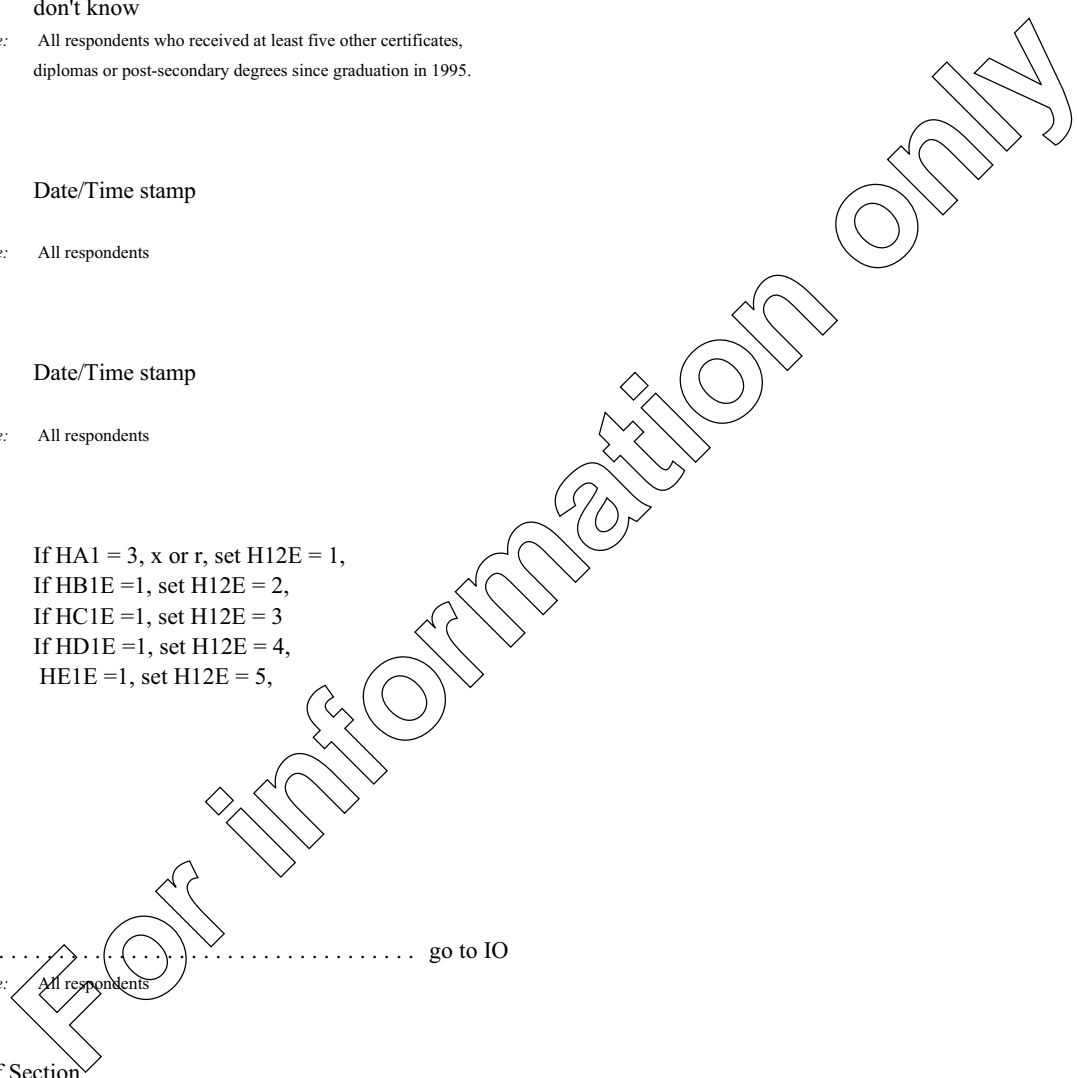 don't know
e: All respondents who received at least five other certificates,
diplomas or post-secondary degrees since graduation in 1995.
Date/Time stamp
e: All respondents
Date/Time stamp
e: All respondents
If HA1 = 3, x or r, set H12E = 1,
If HB1E =1, set H12E = 2,
If HC1E =1, set H12E = 3
If HD1E =1, set H12E = 4,
HE1E =1, set H12E = 5,
. . . . . . . . . . . . . . . . . . . . . . . . . . . . . . . . . . . go to IO
e: All respondents
f Section
For information only